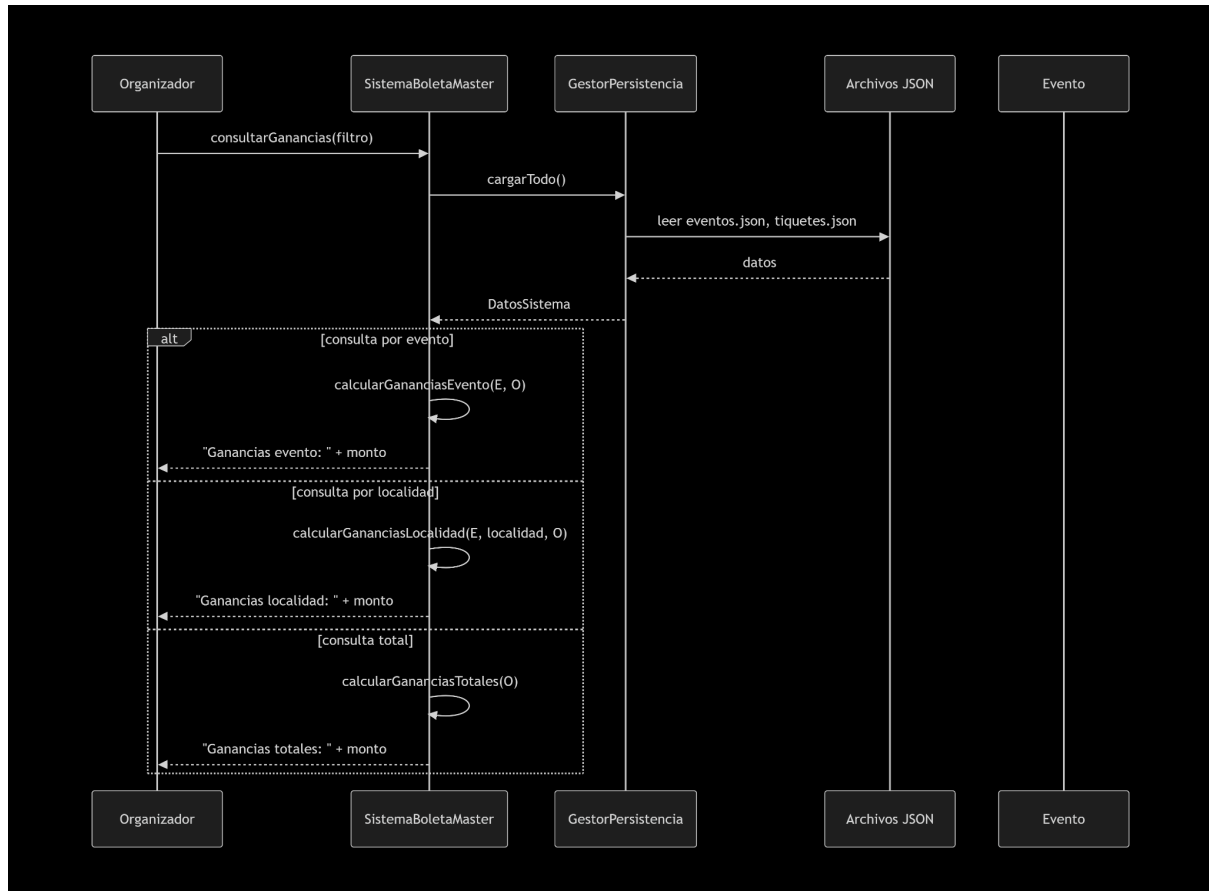 Organizador
SistemaBoletaMaster
GestorPersistencia
Archivos JSON
Evento
consultarGanancias(filtro)
cargarTodo()
leer eventos.json, tiquetes.json
datos
DatosSistema
alt
[consulta por evento]
calcularGananciasEvento(E, O)
"Ganancias evento: " + monto
[consulta por localidad]
calcularGananciasLocalidad(E, localidad, O)
"Ganancias localidad: " + monto
[consulta total]
calcularGananciasTotales(O)
"Ganancias totales: " + monto
Organizador
SistemaBoletaMaster
GestorPersistencia
Archivos JSON
Evento